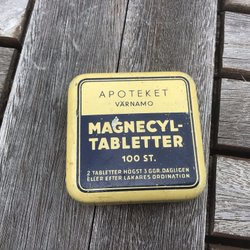 APOTEKET
VÄRNAMO
MAGNECYL-
TABLETTER
100 ST.
2 TABLETTER HÖGST 3 GGR. DAGLIGEN
ELLER EFTER LÄKARES ORDINATION